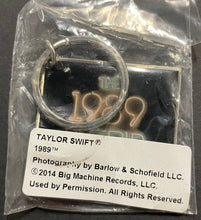 1989
TAYLOR SWIFT®
1989™
Photography by Barlow & Schofield LLC.
©2014 Big Machine Records, LLC.
Used by Permission. All Rights Reserved.